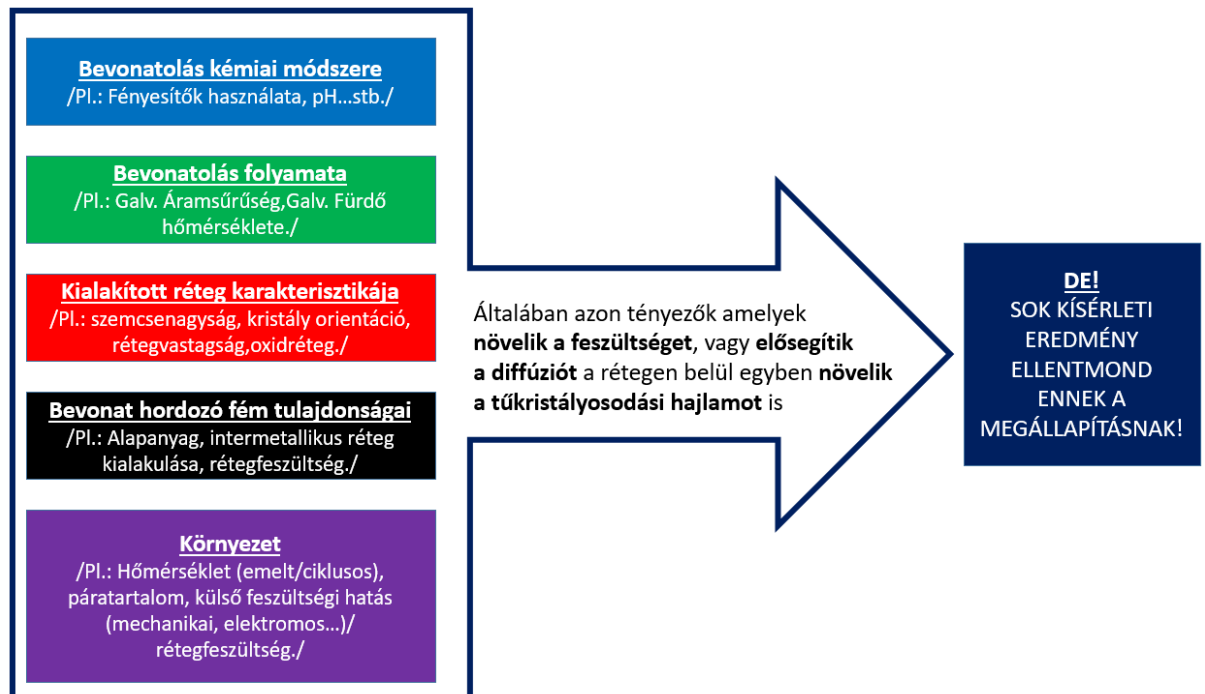 Bevonatolás kémiai módszere
/Pl.: Fényesítők használata, pH...stb./
Bevonatolás folyamata
/Pl.: Galv. Áramsűrűség,Galv. Fürdő
hőmérséklete./
Kialakított réteg karakterisztikája
/Pl.: szemcsenagyság, kristály orientáció,
rétegvastagság,oxidréteg./
Bevonat hordozó fém tulajdonságai
/Pl.: Alapanyag, intermetallikus réteg
kialakulása, rétegfeszültség./
Környezet
/Pl.: Hőmérséklet (emelt/ciklusos),
páratartalom, külső feszültségi hatás
(mechanikai, elektromos...)/
rétegfeszültség./
Általában azon tényezők amelyek
növelik a feszültséget, vagy elősegítik
a diffúziót a rétegen belül egyben növelik
a tűkristályosodási hajlamot is
DE!
SOK KÍSÉRLETI
EREDMÉNY
ELLENTMOND
ENNEK A
MEGÁLLAPÍTÁSNAK!